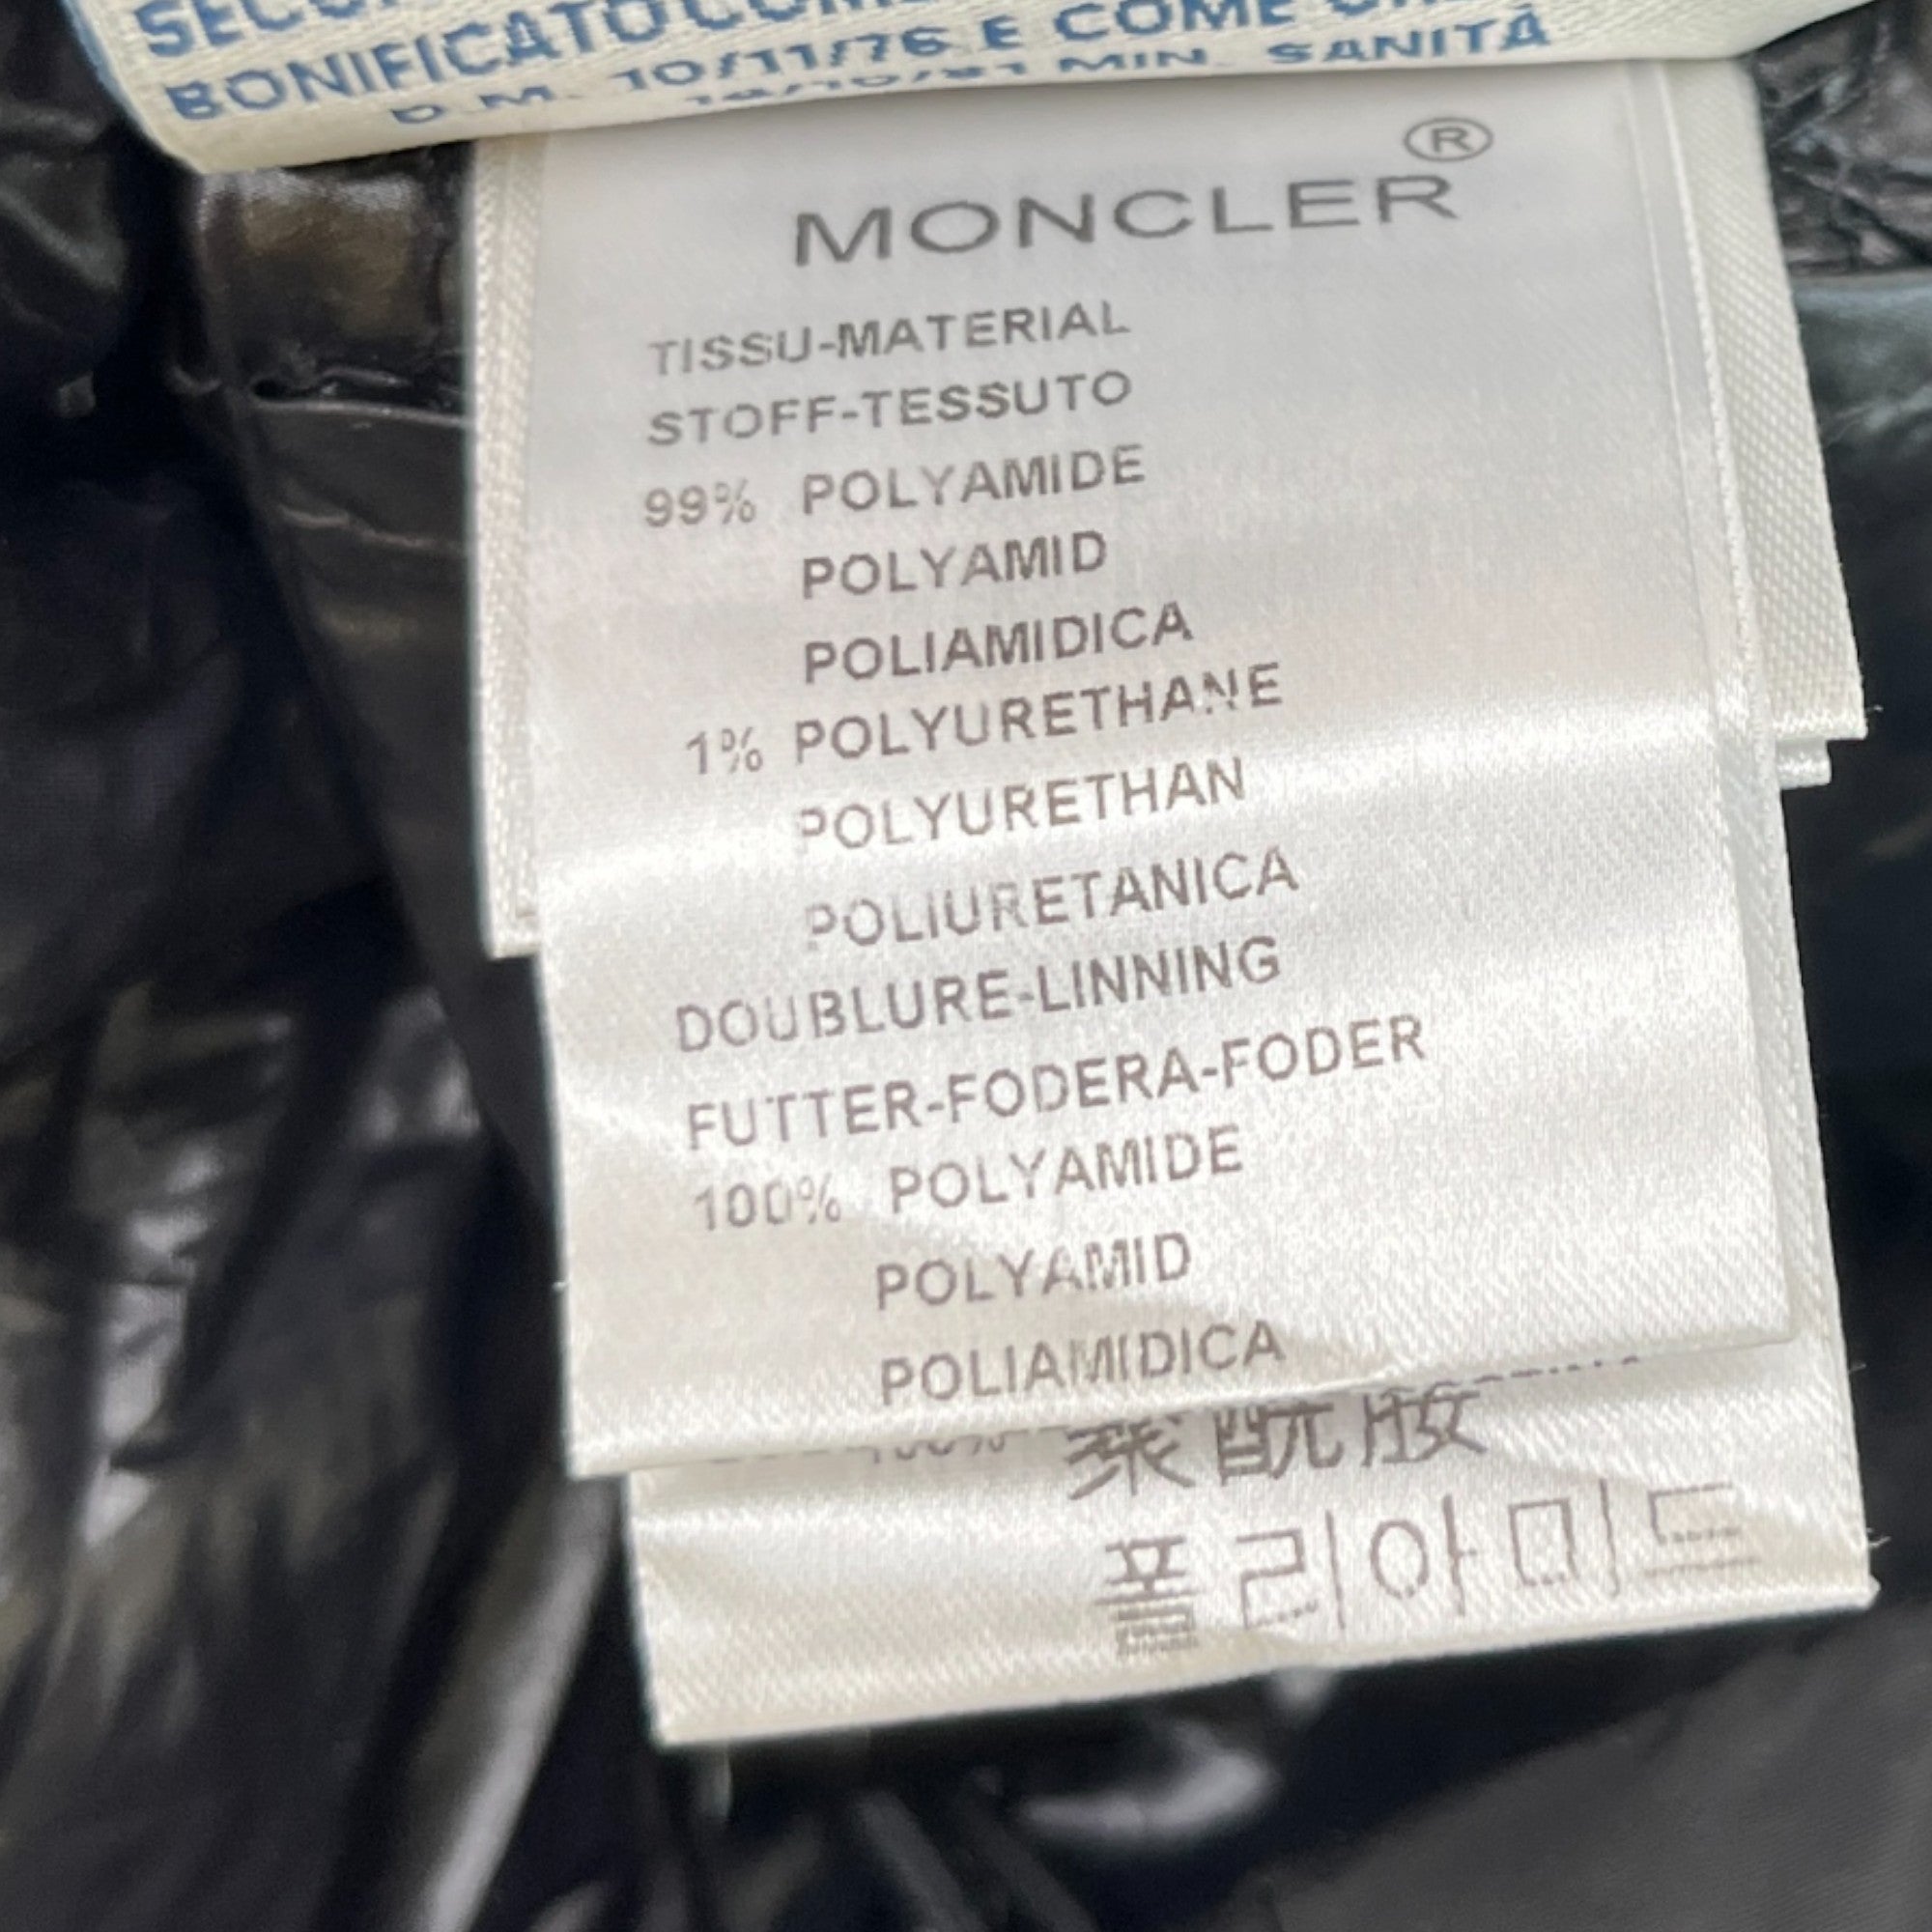 BONIFICATO COME
D.M. 10/11/76 E COME
MIN. SANITÀ
MONCLER®
TISSU-MATERIAL
STOFF-TESSUTO
99% POLYAMIDE
POLYAMID
POLIAMIDICA
1% POLYURETHANE
POLYURETHAN
POLIURETANICA
DOUBLURE-LINNING
FUTTER-FODERA-FODER
100% POLYAMIDE
POLYAMID
POLIAMIDICA
100% 聚酰胺
폴리아미드